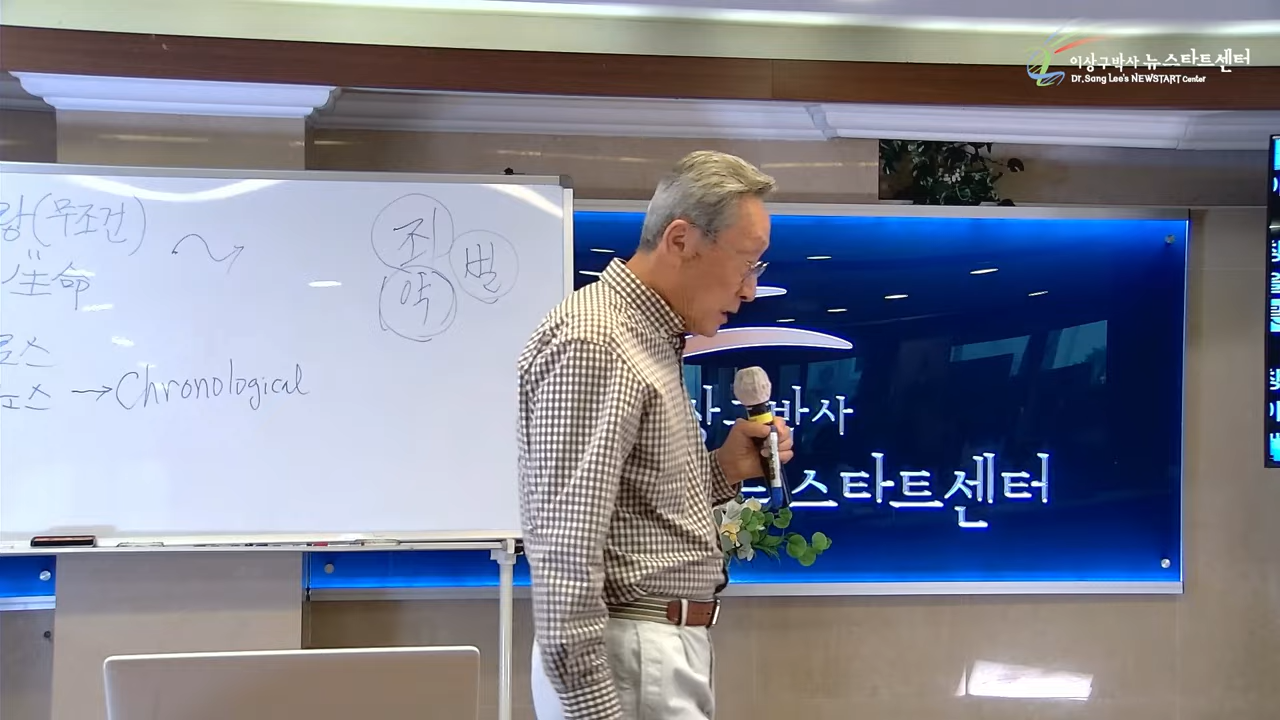 이상구박사 뉴스타트센터
Dr. Sang Lee's NEWSTART Center
랑(무조건)
生命
로스
노스 → Chronological
죄
벌
악
상구박사
뉴스타트센터